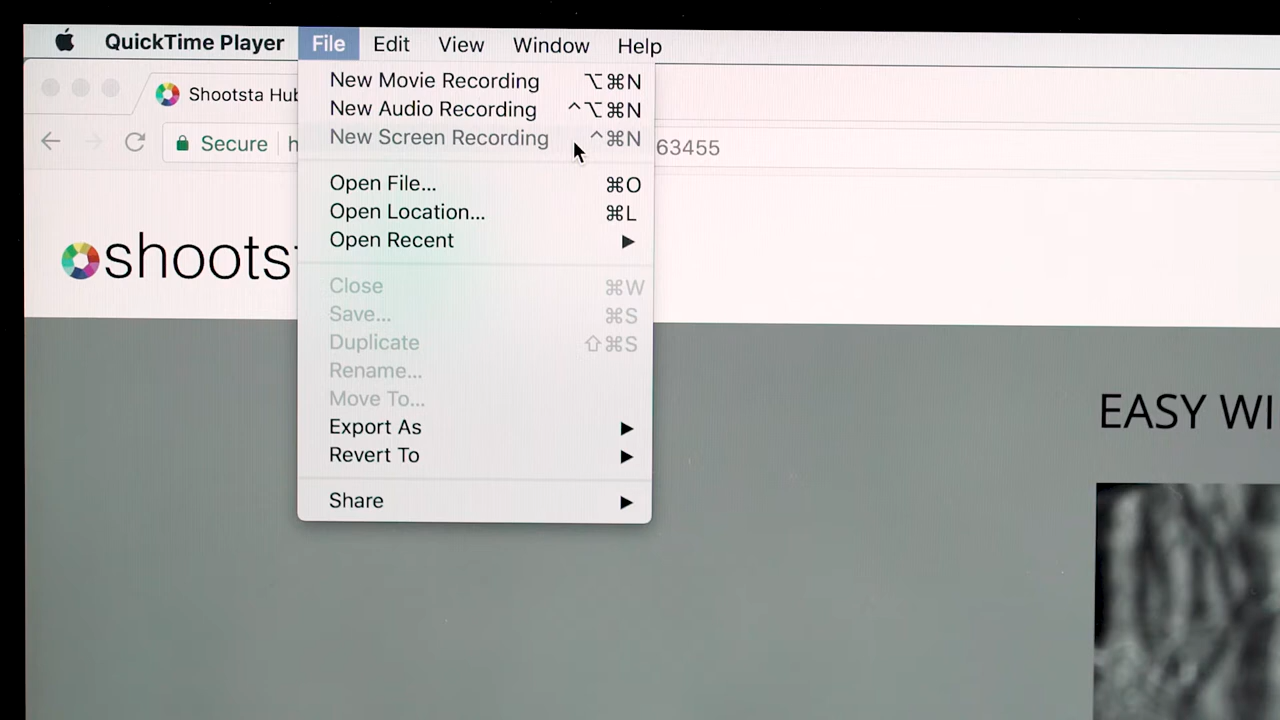 QuickTime Player File Edit View Window Help
Shootsta Hub
Secure h 63455
New Movie Recording ⌥⌘N
New Audio Recording ^⌥⌘N
New Screen Recording ^⌘N
Open File... ⌘O
Open Location... ⌘L
Open Recent ▶
Close ⌘W
Save... ⌘S
Duplicate ⇧⌘S
Rename...
Move To...
Export As ▶
Revert To ▶
Share ▶
shoots
EASY WI